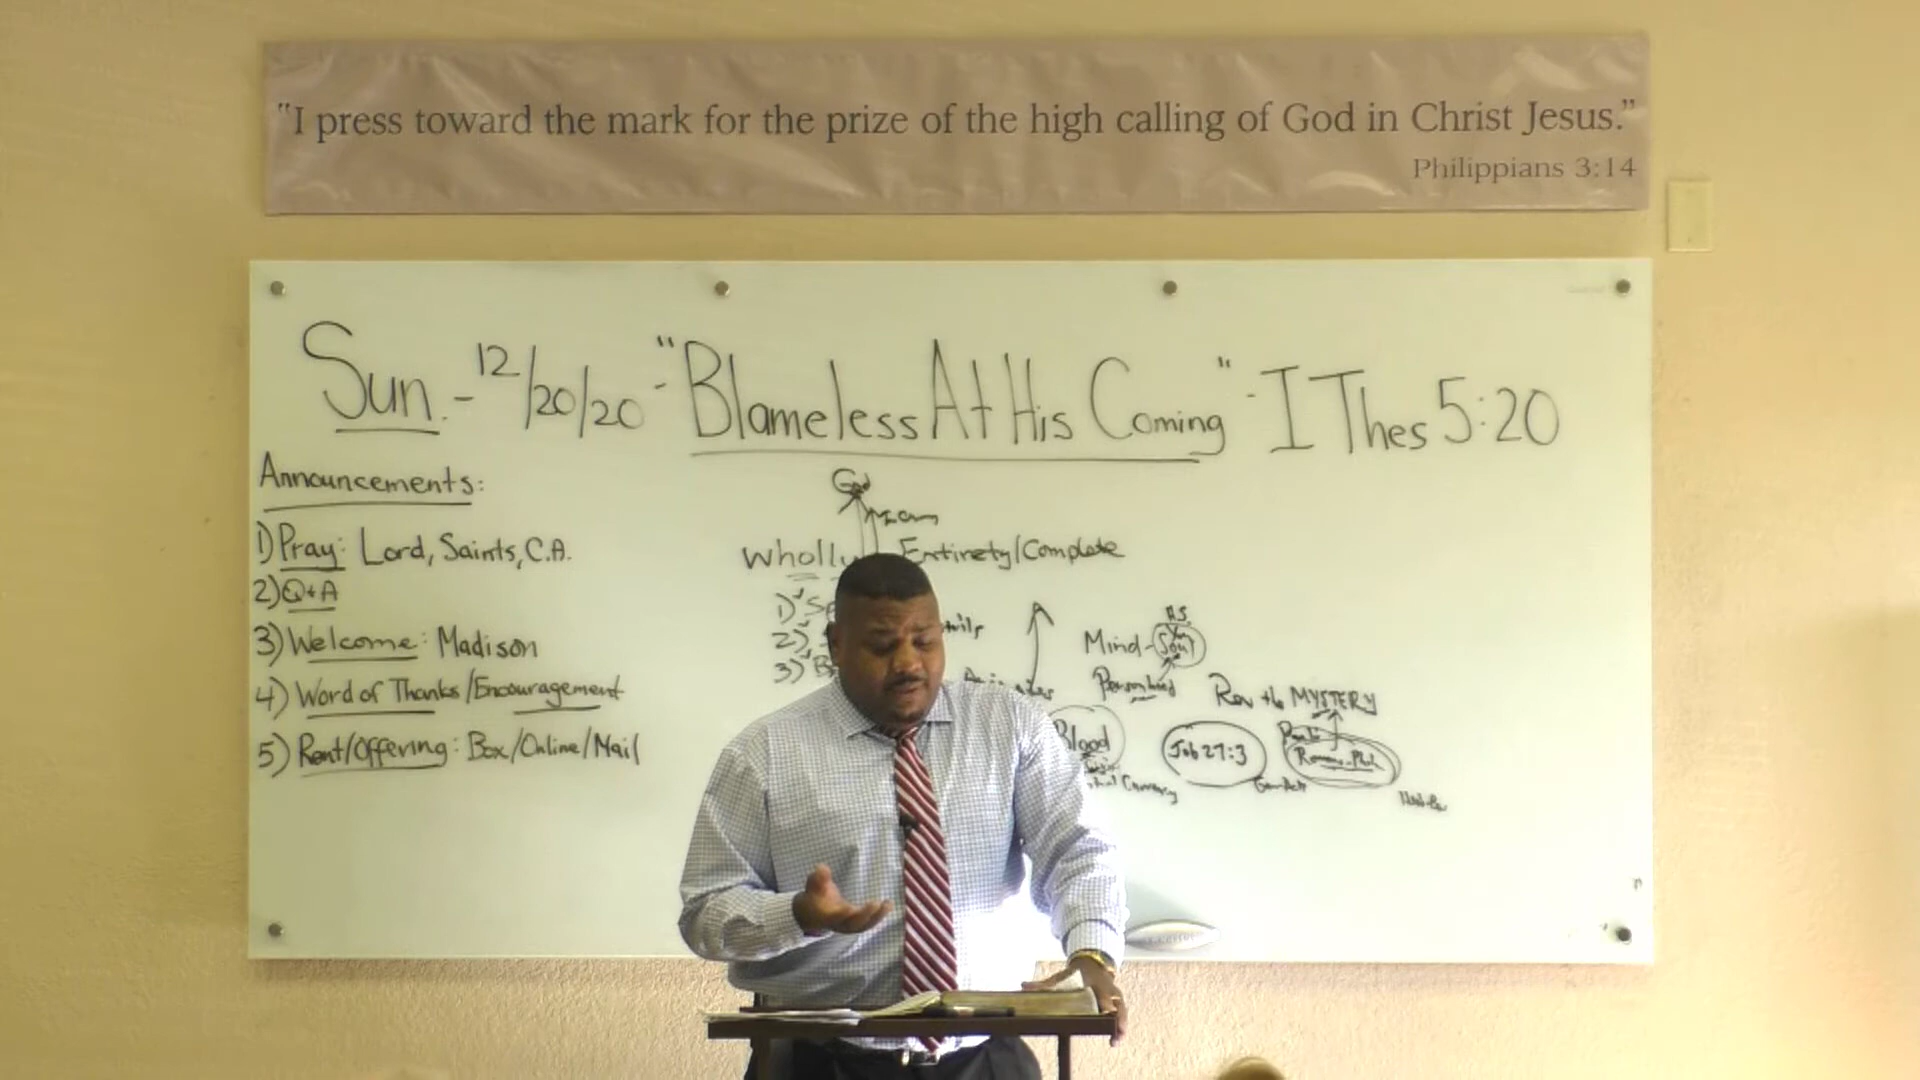 "I press toward the mark for the prize of the high calling of God in Christ Jesus."
Philippians 3:14
Sun. - 12/20/20 - "Blameless At His Coming" - I Thes 5:20
Announcements:
1) Pray: Lord, Saints, C.A.
2) Q+A
3) Welcome: Madison
4) Word of Thanks/Encouragement
5) Rent/Offering: Box/Online/Mail
God
Wholly Entirety/Complete
1)
2)
3)
Mind - Soul
Rev the MYSTERY
Blood
Job 27:3